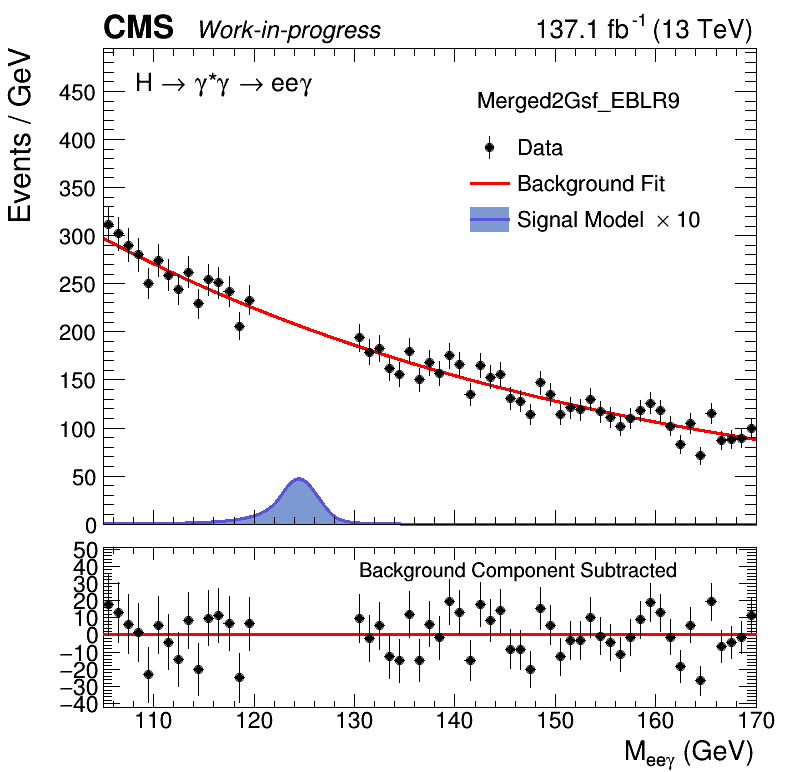 CMS Work-in-progress 137.1 fb⁻¹ (13 TeV)
H → γ*γ → eeγ
Merged2Gsf_EBLR9
Data
Background Fit
Signal Model × 10
Events / GeV
450
400
350
300
250
200
150
100
50
0
Background Component Subtracted
50
40
30
20
10
0
−10
−20
−30
−40
110 120 130 140 150 160 170
M_eeγ (GeV)